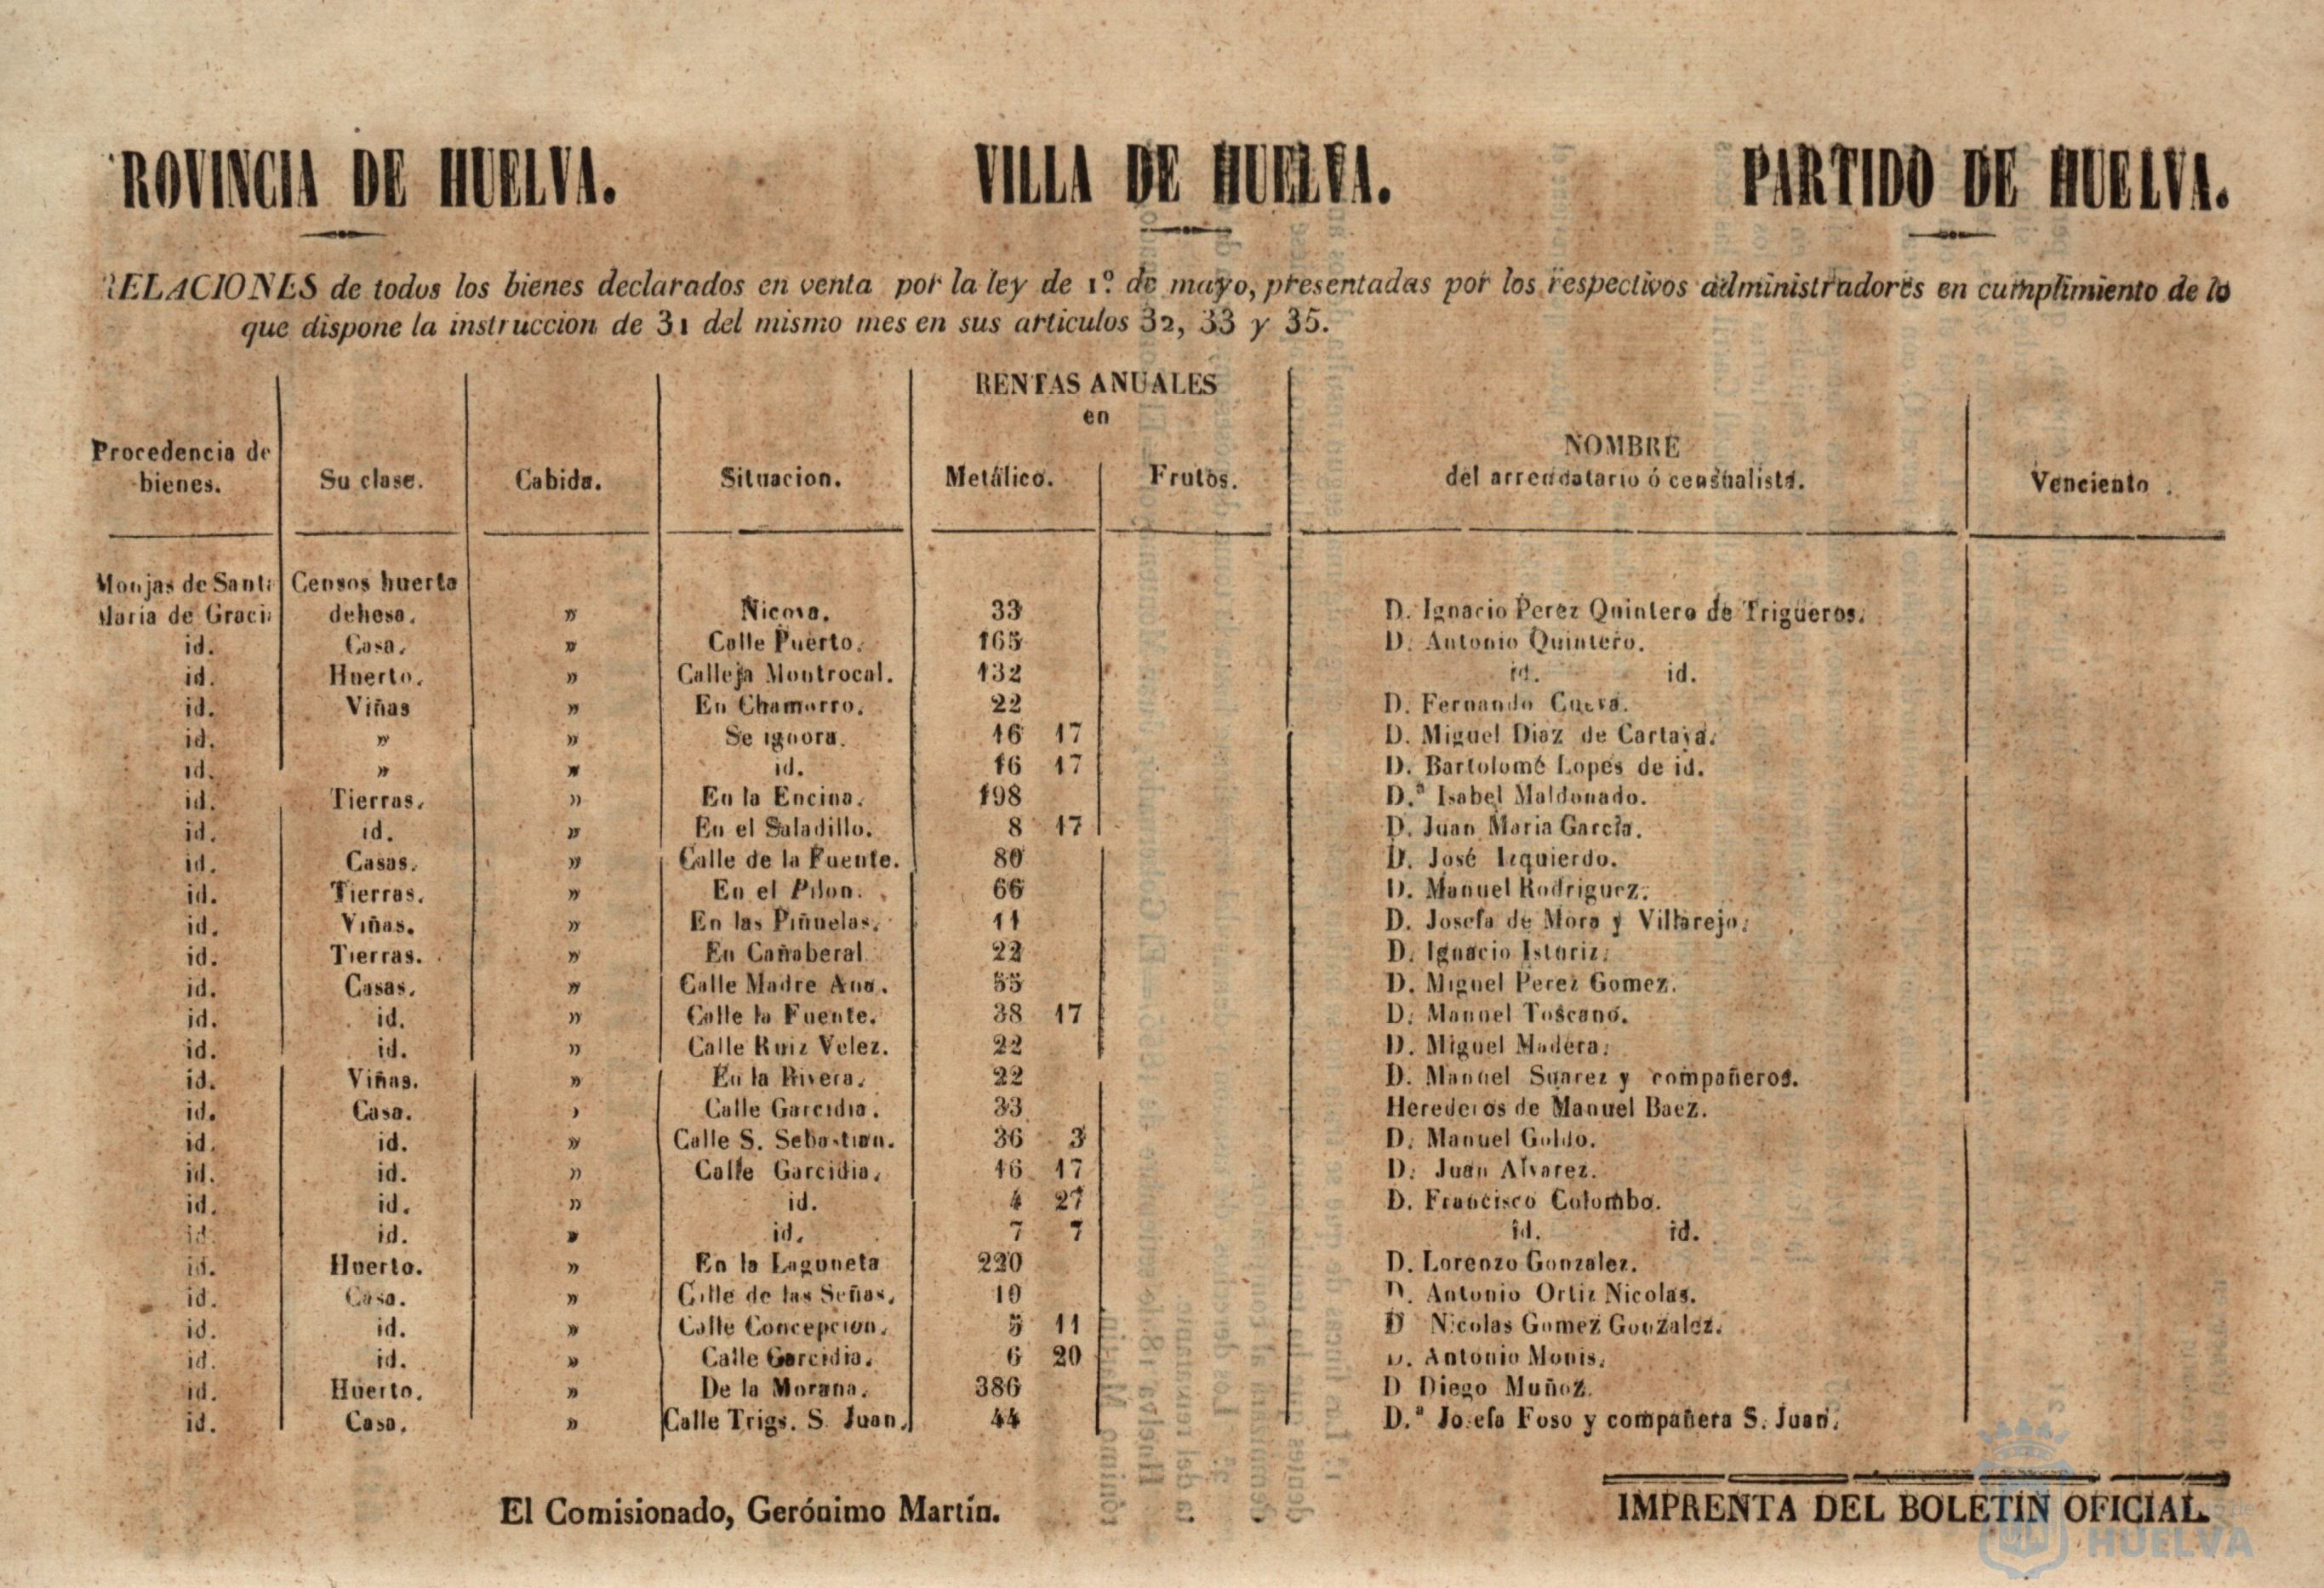 ROVINCIA DE HUELVA. VILLA DE HUELVA. PARTIDO DE HUELVA.
RELACIONES de todos los bienes declarados en venta por la ley de 1º. de mayo, presentadas por los respectivos administradores en cumplimiento de lo
que dispone la instruccion de 31 del mismo mes en sus articulos 32, 33 y 35.
RENTAS ANUALES
en
Procedencia de bienes. Su clase. Cabida. Situacion. Metálico. Frutos. NOMBRE del arrendatario ó censualista. Venciento.
Monjas de Sant Censos huerta
Maria de Graci dehesa. » 33 D. Ignacio Perez Quintero de Trigueros.
id. Casa. » Calle Puerto. 165 D. Antonio Quintero.
id. Huerto. » Calleja Montrocal. 132 id. id.
id. Viñas » En Chamorro. 22 D. Fernando Cueva.
id. » » Se ignora. 16 17 D. Miguel Diaz de Cartaya.
id. » » id. 16 17 D. Bartolomé Lopes de id.
id. Tierras. » En la Encina. 198 D.ª Isabel Maldonado.
id. id. » En el Saladillo. 8 17 D. Juan Maria Garcia.
id. Casas. » Calle de la Fuente. 80 D. José Izquierdo.
id. Tierras. » En el Pilon. 66 D. Manuel Rodriguez.
id. Viñas. » En las Piñuelas. 11 D. Josefa de Mora y Villarejo.
id. Tierras. » En Cañaberal 22 D. Ignacio Isturiz.
id. Casas. » Calle Madre Ana. 55 D. Miguel Perez Gomez.
id. id. » Calle la Fuente. 38 17 D. Manuel Toscano.
id. id. » Calle Ruiz Velez. 22 D. Miguel Madera.
id. Viñas. » En la Rivera. 22 D. Manuel Suarez y compañeros.
id. Casa. » Calle Garcidia. 33 Herederos de Manuel Baez.
id. id. » Calle S. Sebastian. 36 3 D. Manuel Goldo.
id. id. » Calle Garcidia. 16 17 D. Juan Alvarez.
id. id. » id. 4 27 D. Francisco Colombo.
id. id. » id. 7 7 id. id.
id. Huerto. » En la Laguneta 220 D. Lorenzo Gonzalez.
id. Casa. » Calle de las Señas. 10 D. Antonio Ortiz Nicolas.
id. id. » Calle Concepcion. 5 11 D Nicolas Gomez Gonzalez.
id. id. » Calle Garcidia. 6 20 D. Antonio Monis.
id. Huerto. » De la Morana. 386 D Diego Muñoz.
id. Casa. » Calle Trigs. S. Juan. 44 D.ª Josefa Foso y compañera S. Juan.
El Comisionado, Gerónimo Martín. IMPRENTA DEL BOLETIN OFICIAL.
HUELVA